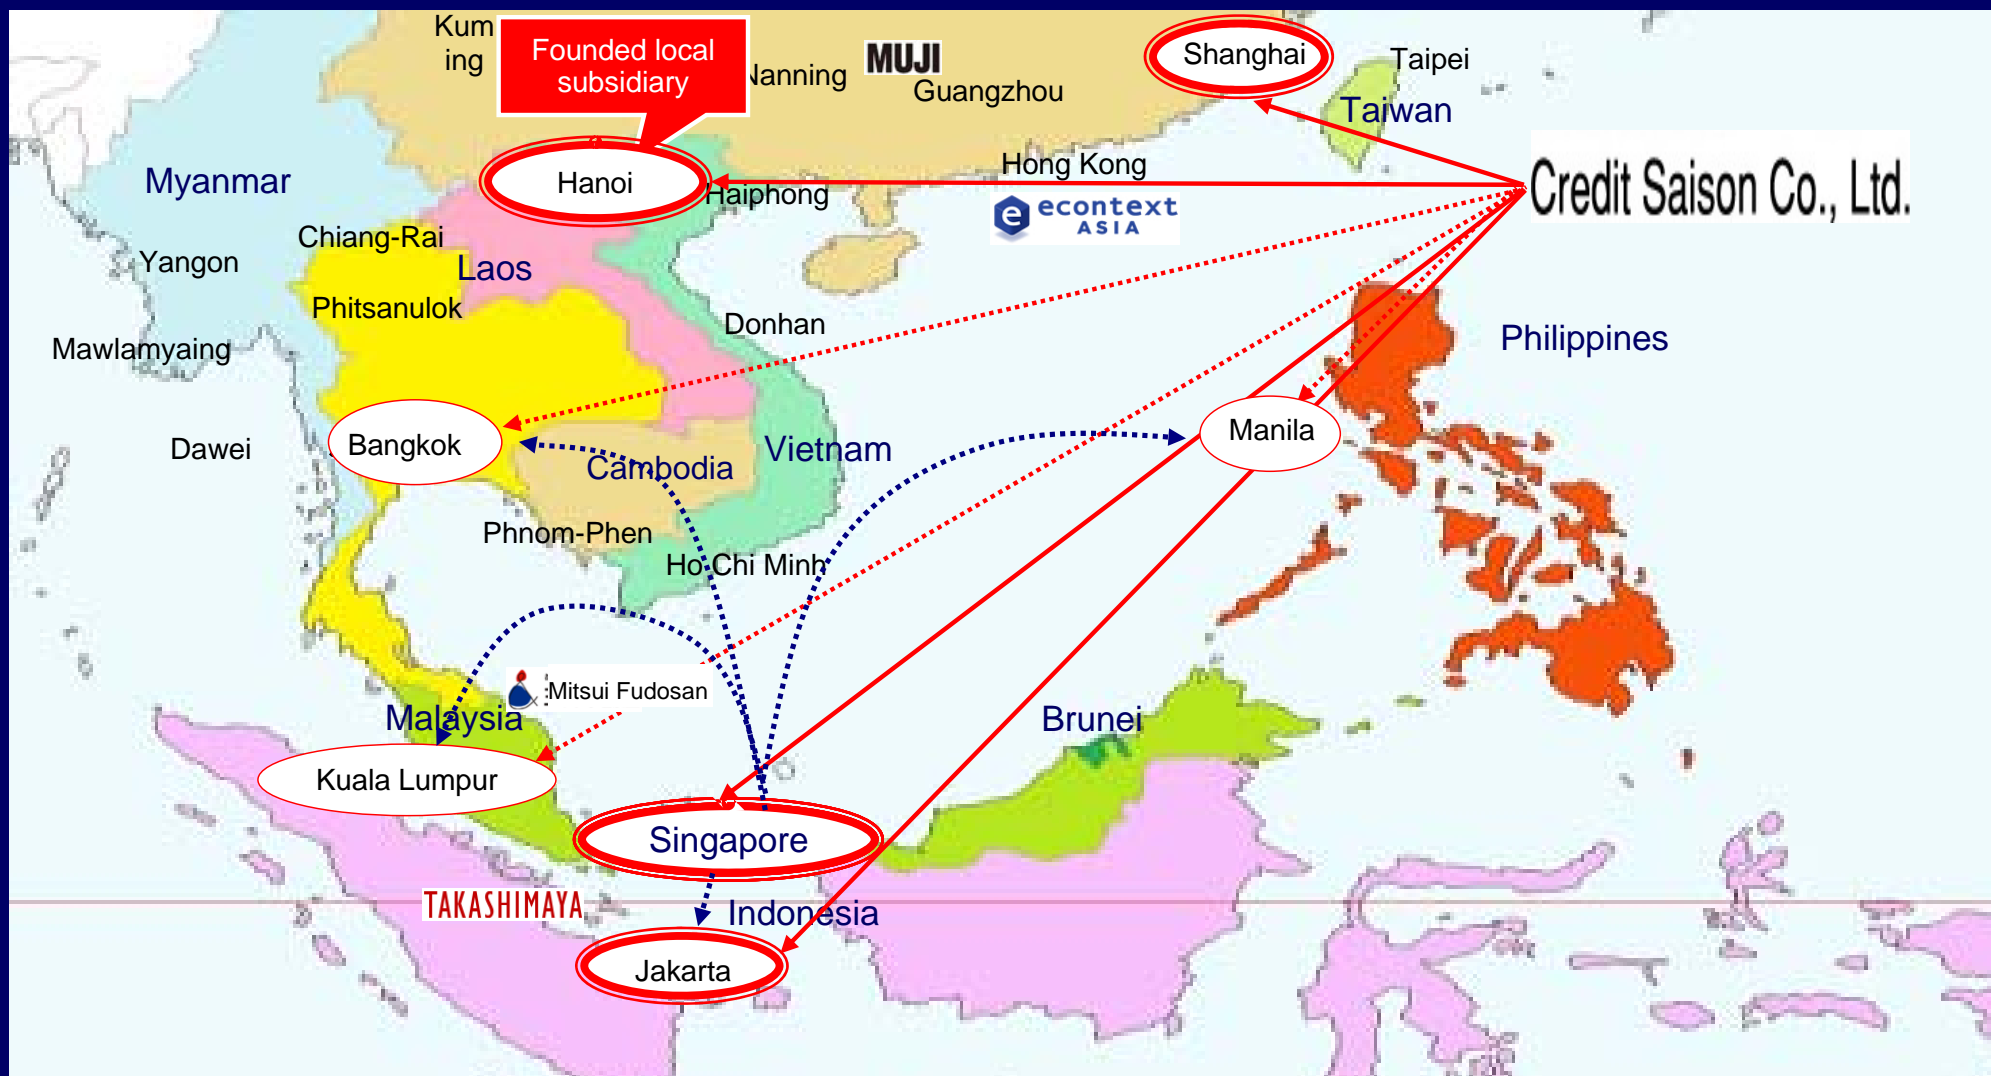 Kum
ing
Founded local
subsidiary
Nanning
MUJI
Guangzhou
Shanghai
Taipei
Taiwan
Hong Kong
Credit Saison Co., Ltd.
Myanmar
Hanoi
Haiphong
econtext
ASIA
Chiang-Rai
Yangon
Laos
Phitsanulok
Donhan
Philippines
Mawlamyaing
Dawei
Bangkok
Cambodia
Vietnam
Manila
Phnom-Phen
Ho Chi Minh
Mitsui Fudosan
Malaysia
Brunei
Kuala Lumpur
Singapore
TAKASHIMAYA
Indonesia
Jakarta